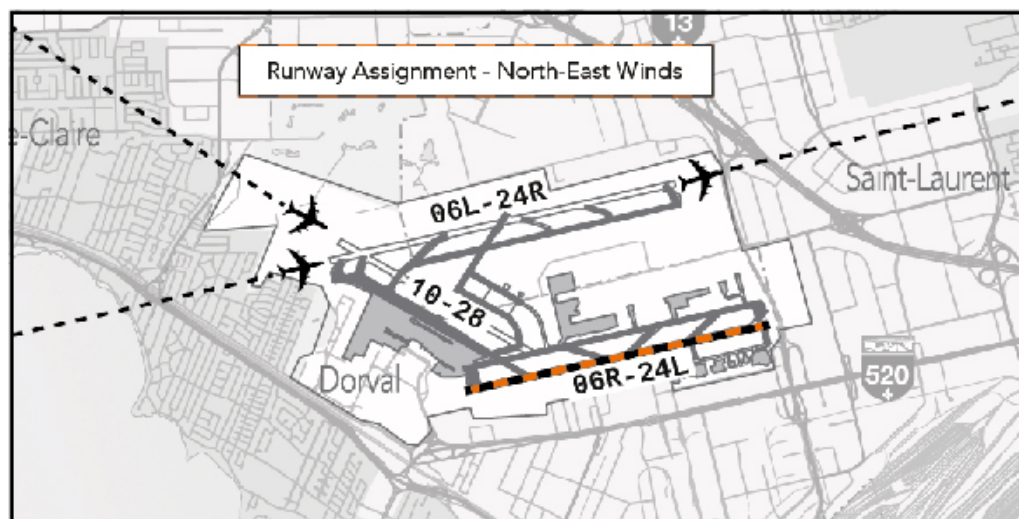 13
Runway Assignment - North-East Winds
e-Claire
Saint-Laurent
06L-24R
10-28
Dorval
06R-24L
520